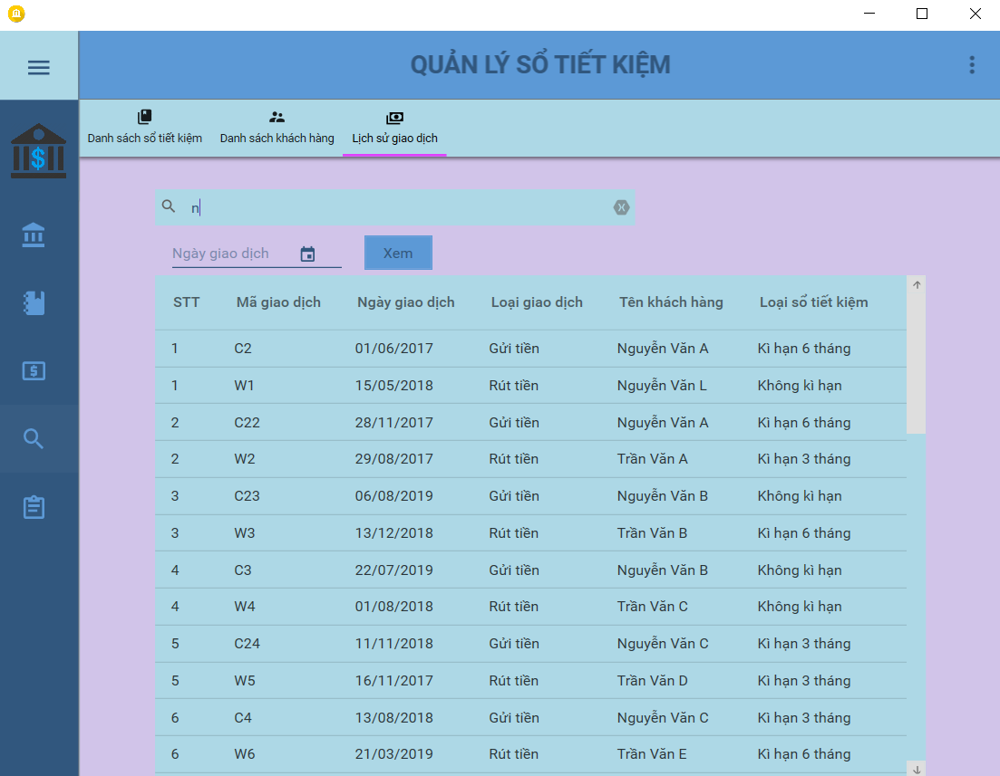 QUẢN LÝ SỔ TIẾT KIỆM
Danh sách sổ tiết kiệm Danh sách khách hàng Lịch sử giao dịch
n
Ngày giao dịch Xem
STT Mã giao dịch Ngày giao dịch Loại giao dịch Tên khách hàng Loại sổ tiết kiệm
1 C2 01/06/2017 Gửi tiền Nguyễn Văn A Kì hạn 6 tháng
1 W1 15/05/2018 Rút tiền Nguyễn Văn L Không kì hạn
2 C22 28/11/2017 Gửi tiền Nguyễn Văn A Kì hạn 6 tháng
2 W2 29/08/2017 Rút tiền Trần Văn A Kì hạn 3 tháng
3 C23 06/08/2019 Gửi tiền Nguyễn Văn B Không kì hạn
3 W3 13/12/2018 Rút tiền Trần Văn B Kì hạn 6 tháng
4 C3 22/07/2019 Gửi tiền Nguyễn Văn B Không kì hạn
4 W4 01/08/2018 Rút tiền Trần Văn C Không kì hạn
5 C24 11/11/2018 Gửi tiền Nguyễn Văn C Kì hạn 3 tháng
5 W5 16/11/2017 Rút tiền Trần Văn D Kì hạn 3 tháng
6 C4 13/08/2018 Gửi tiền Nguyễn Văn C Kì hạn 3 tháng
6 W6 21/03/2019 Rút tiền Trần Văn E Kì hạn 6 tháng